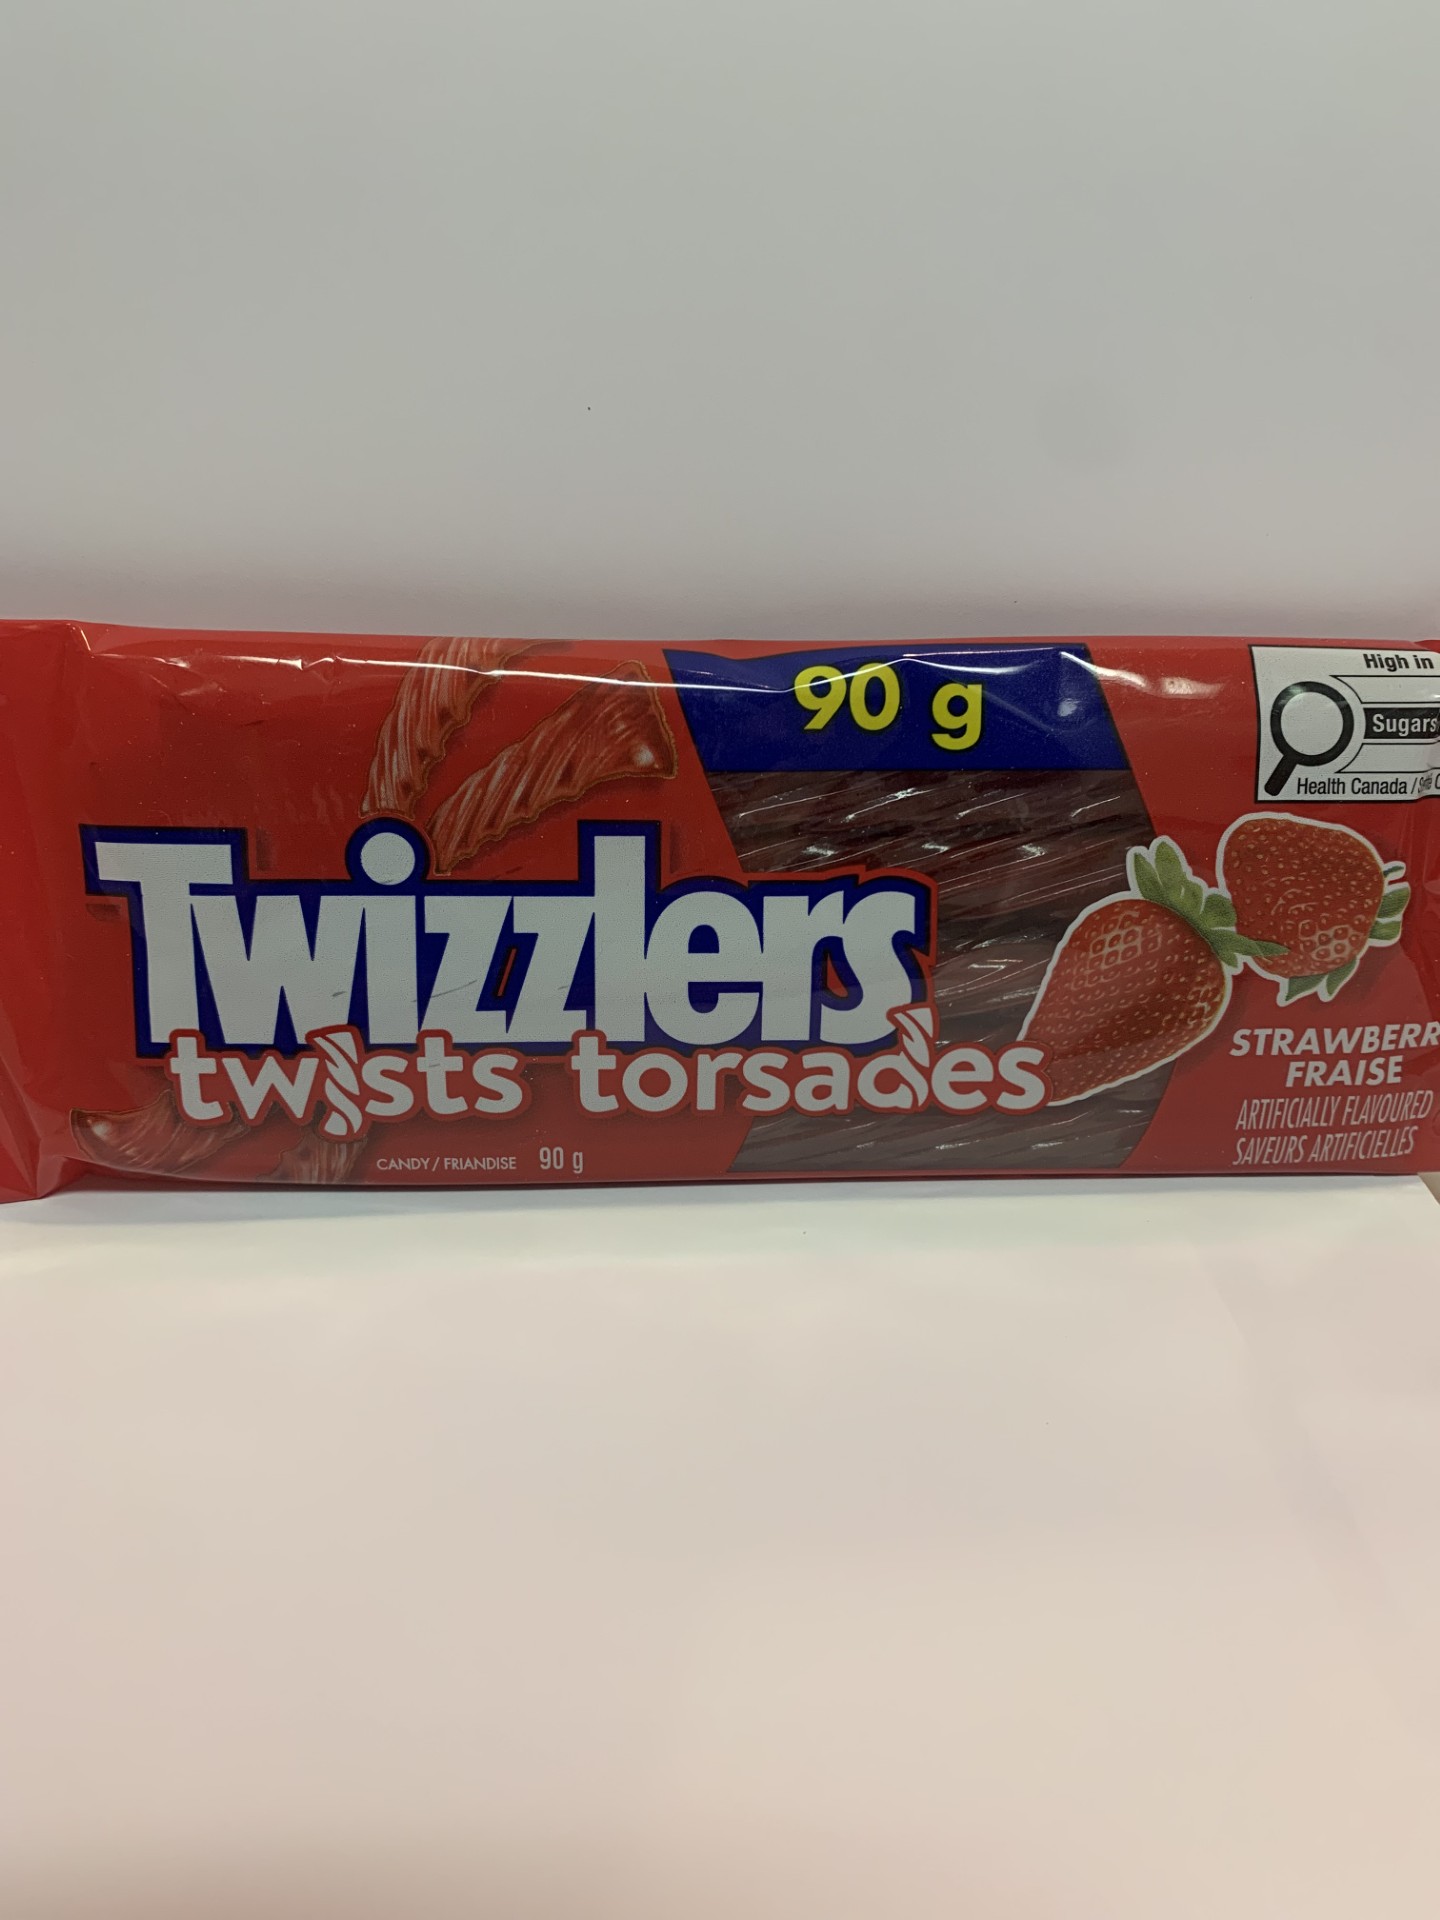 90 g
High in
Sugars
Health Canada /
Twizzlers
twists torsades
STRAWBERR
FRAISE
ARTIFICIALLY FLAVOURED
SAVEURS ARTIFICIELLES
CANDY / FRIANDISE 90 g